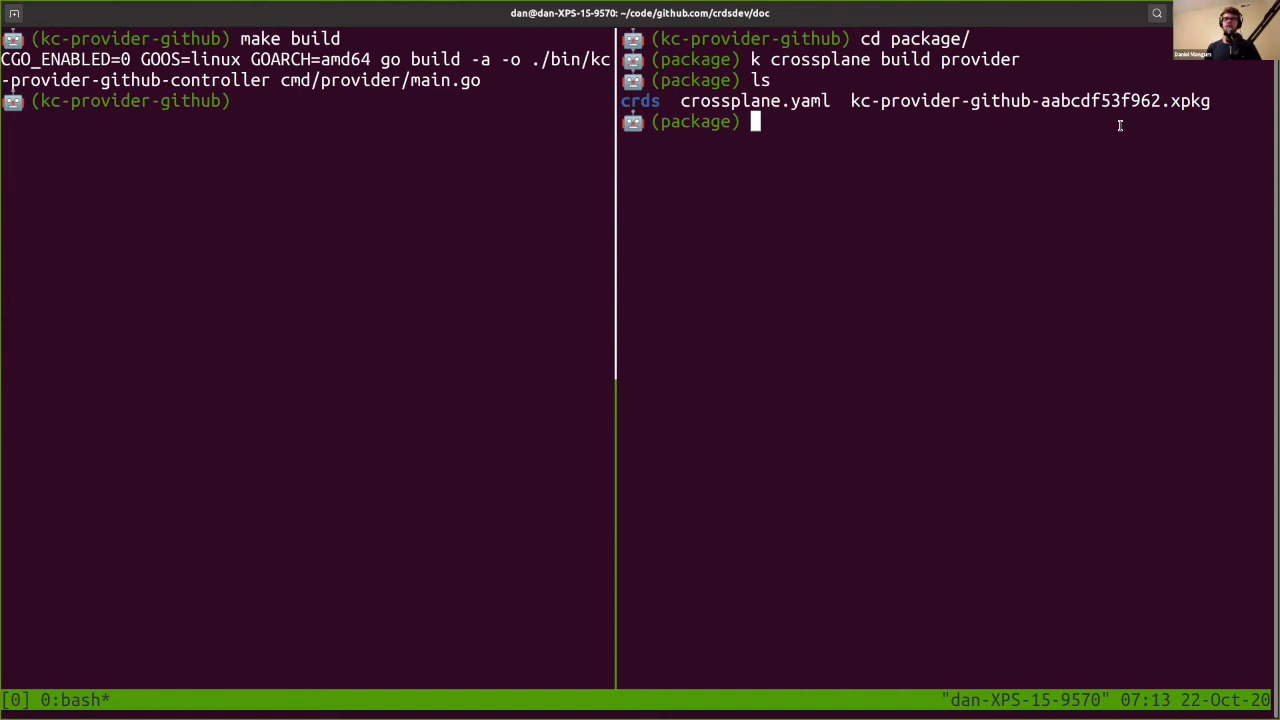 dan@dan-XPS-15-9570: ~/code/github.com/crdsdev/doc
(kc-provider-github) make build
CGO_ENABLED=0 GOOS=linux GOARCH=amd64 go build -a -o ./bin/kc
-provider-github-controller cmd/provider/main.go
(kc-provider-github)
(kc-provider-github) cd package/
(package) k crossplane build provider
(package) ls
crds crossplane.yaml kc-provider-github-aabcdf53f962.xpkg
(package)
[0] 0:bash*
"dan-XPS-15-9570" 07:13 22-Oct-20